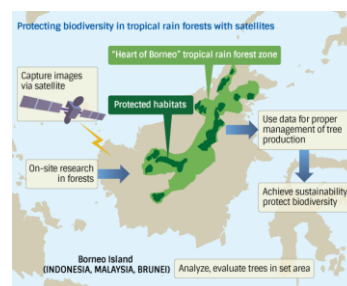 Protecting biodiversity in tropical rain forests with satellites
“Heart of Borneo” tropical rain forest zone
Capture images
via satellite
Protected habitats
Use data for proper
management of tree
production
On-site research
in forests
Achieve sustainability
protect biodiversity
Borneo Island
(INDONESIA, MALAYSIA, BRUNEI)
Analyze, evaluate trees in set area